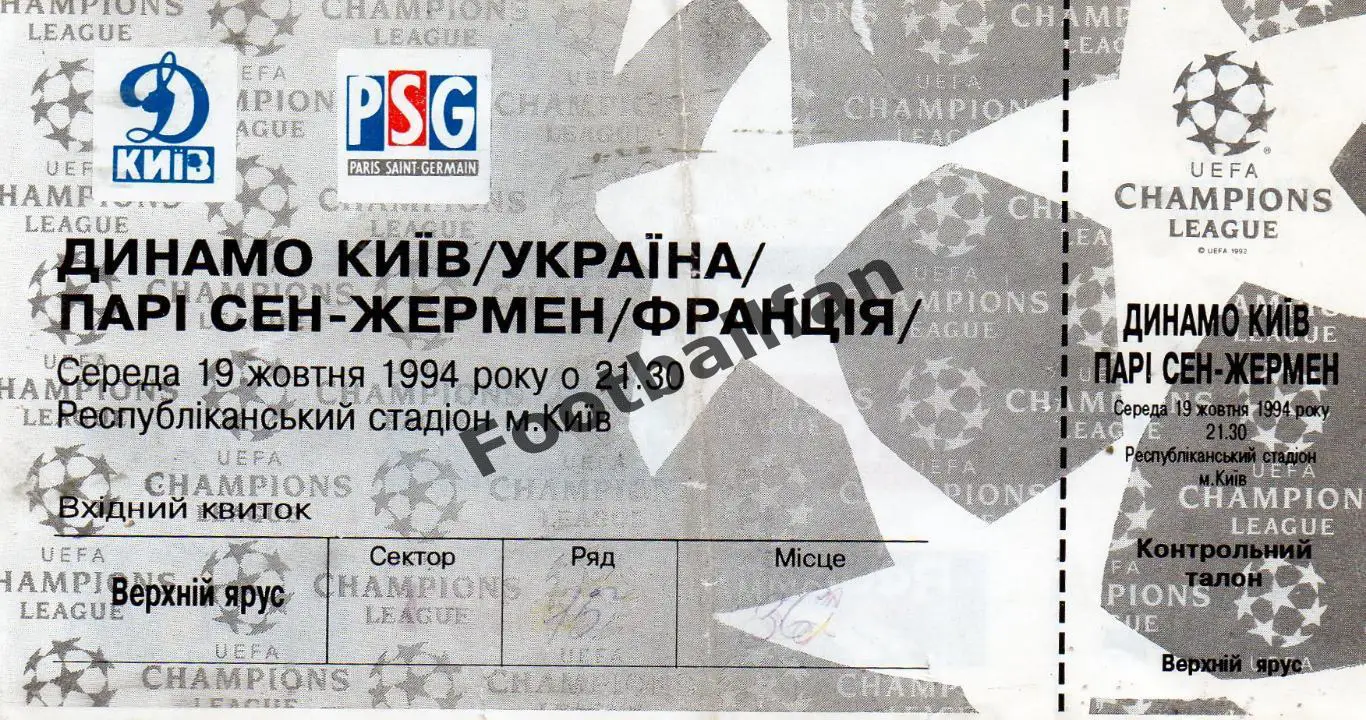 Д
КИЇВ
PSG
PARIS SAINT-GERMAIN
ДИНАМО КИЇВ/УКРАЇНА/
ПАРІ СЕН-ЖЕРМЕН/ФРАНЦІЯ/
Середа 19 жовтня 1994 року о 21.30
Республіканський стадіон м.Київ
Вхідний квиток
Верхній ярус
Сектор
Ряд
Місце
Footballfan
UEFA
CHAMPIONS
LEAGUE
© UEFA 1992
ДИНАМО КИЇВ
ПАРІ СЕН-ЖЕРМЕН
Середа 19 жовтня 1994 року
21.30
Республіканський стадіон
м.Київ
Контрольний
талон
Верхній ярус